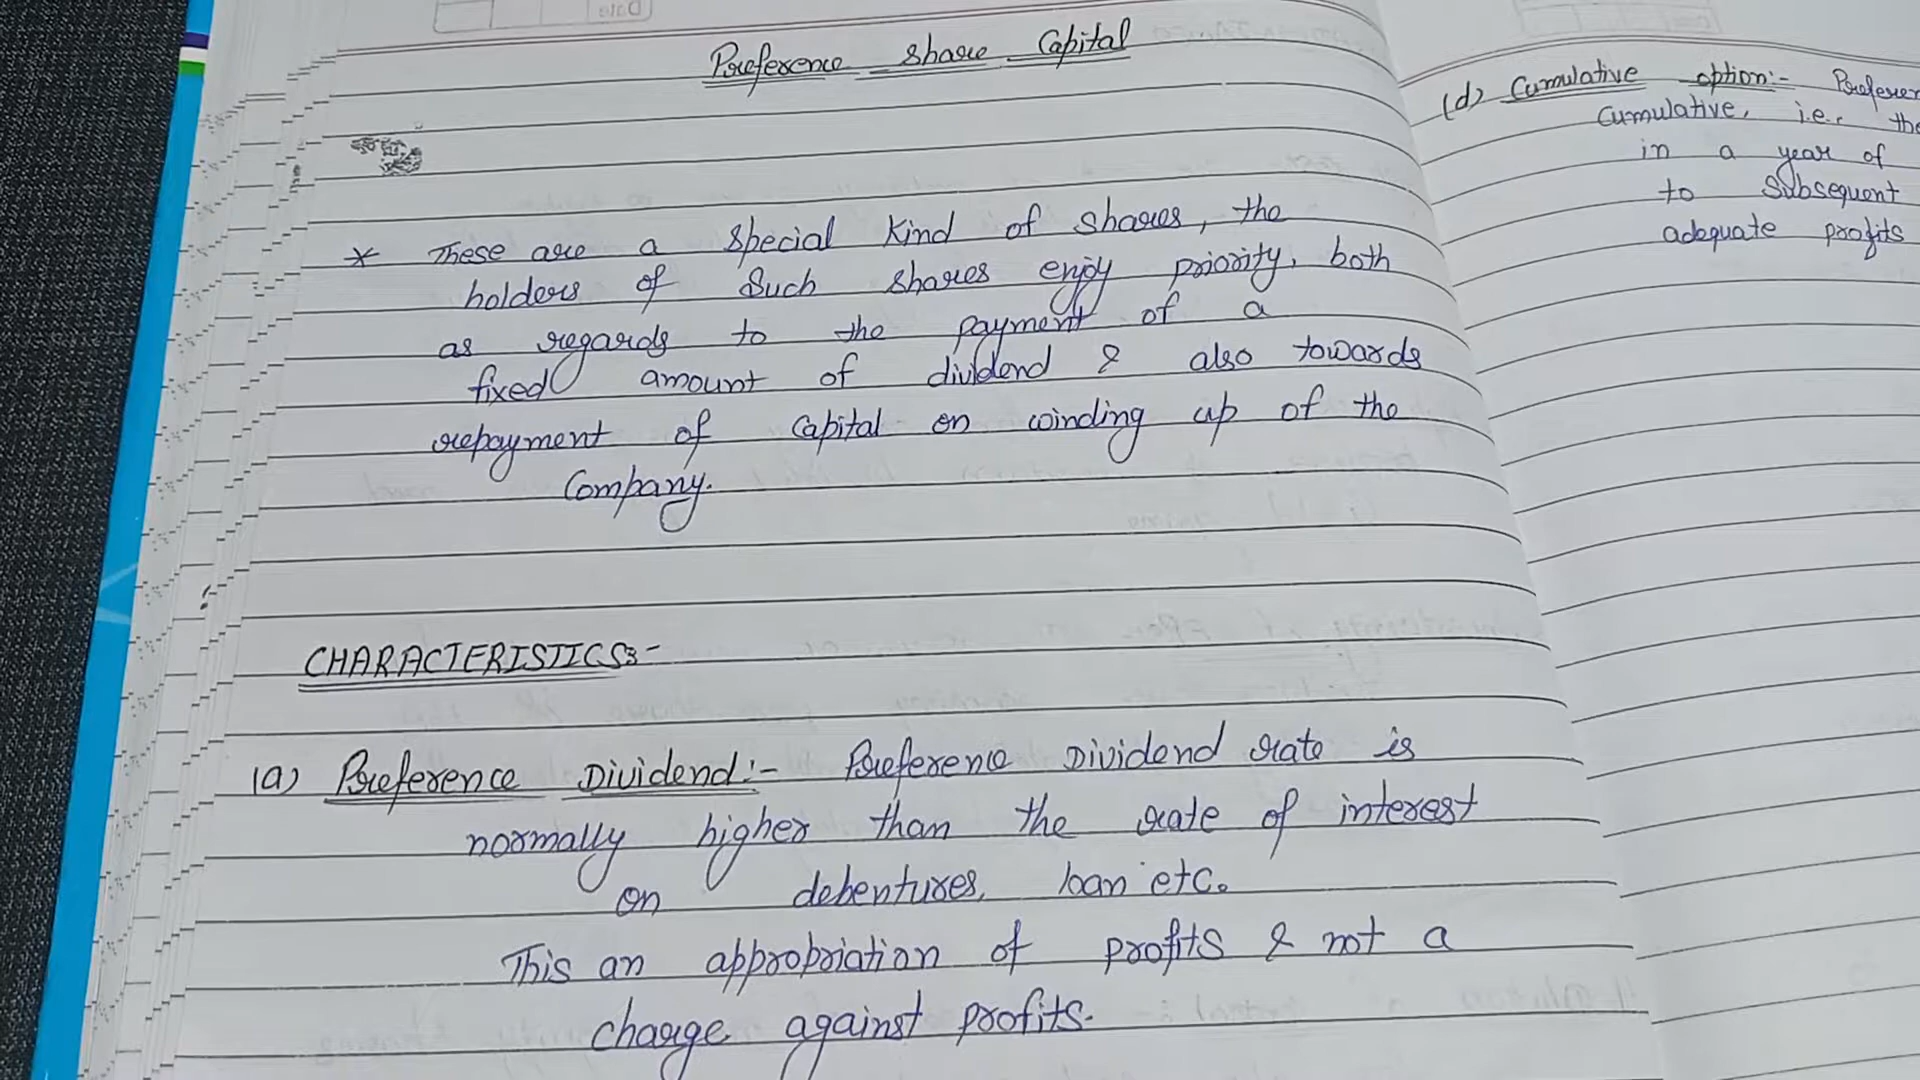 Preference Share Capital
* These are a special kind of shares, the
holders of such shares enjoy priority, both
as regards to the payment of a
fixed amount of dividend & also towards
repayment of Capital on winding up of the
Company.
CHARACTERISTICS:-
(a) Preference Dividend:- Preference Dividend rate is
normally higher than the rate of interest
on debentures, loan etc.
This an appropriation of profits & not a
charge against profits.
(d) Cumulative option:-
Cumulative, i.e. the
in a year of
to Subsequent
adequate profits